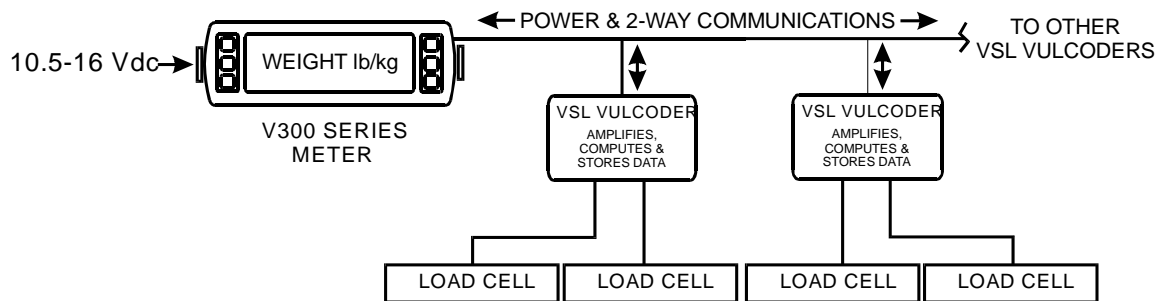 POWER & 2-WAY COMMUNICATIONS
TO OTHER
VSL VULCODERS
10.5-16 Vdc
WEIGHT lb/kg
V300 SERIES
METER
VSL VULCODER
AMPLIFIES,
COMPUTES &
STORES DATA
VSL VULCODER
AMPLIFIES,
COMPUTES &
STORES DATA
LOAD CELL
LOAD CELL
LOAD CELL
LOAD CELL